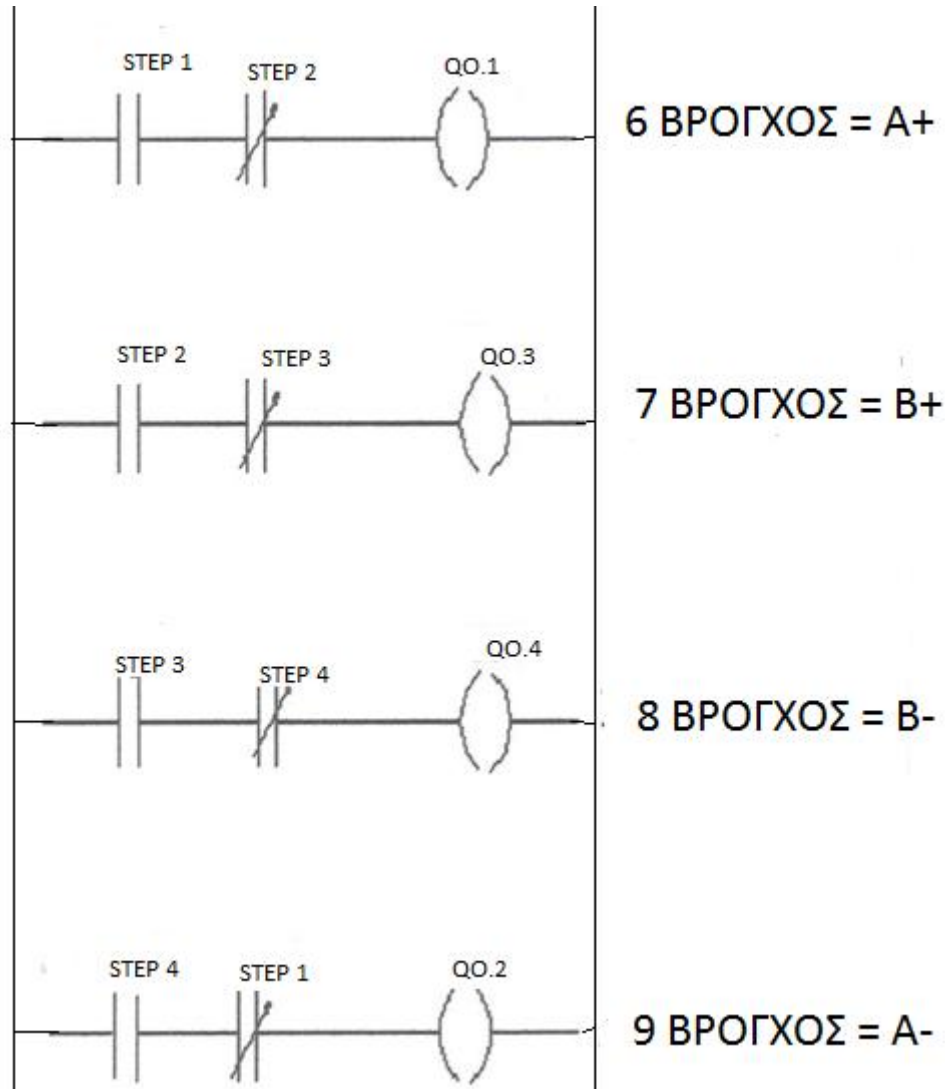 STEP 1 STEP 2 QO.1
6 ΒΡΟΓΧΟΣ = Α+
STEP 2 STEP 3 QO.3
7 ΒΡΟΓΧΟΣ = Β+
STEP 3 STEP 4 QO.4
8 ΒΡΟΓΧΟΣ = Β-
STEP 4 STEP 1 QO.2
9 ΒΡΟΓΧΟΣ = Α-